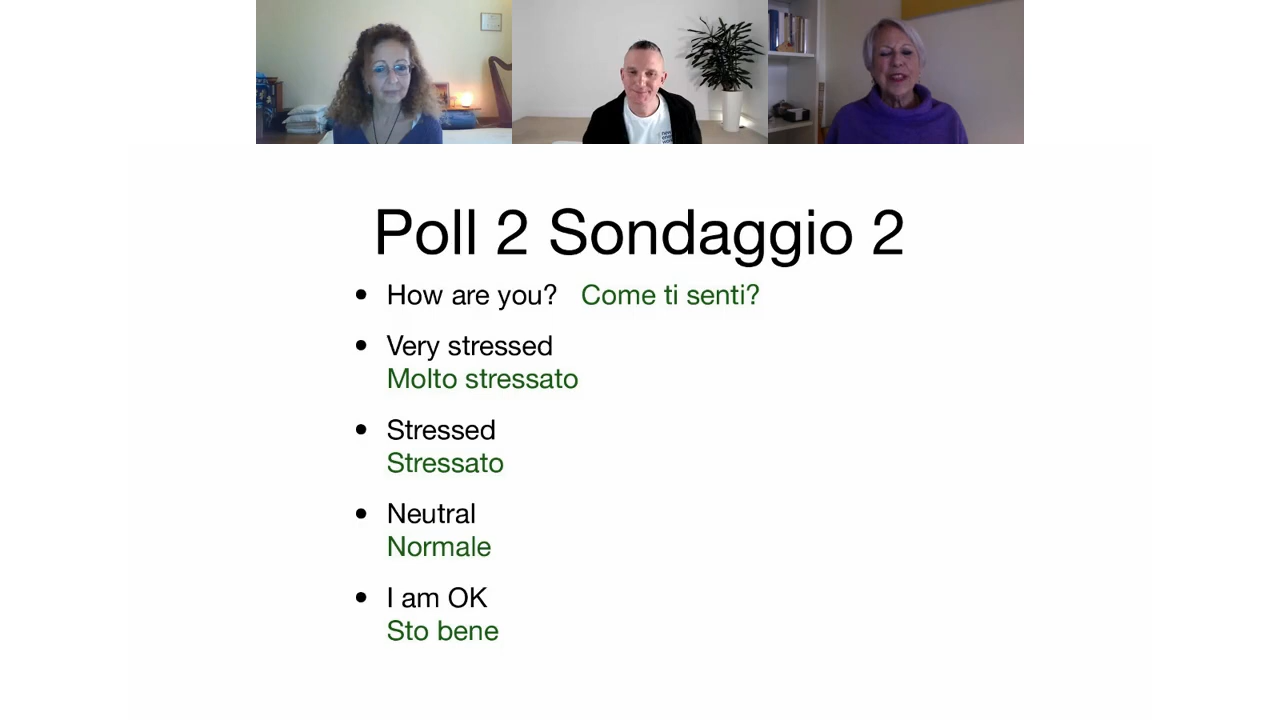 Poll 2 Sondaggio 2
• How are you? Come ti senti?
• Very stressed
Molto stressato
• Stressed
Stressato
• Neutral
Normale
• I am OK
Sto bene